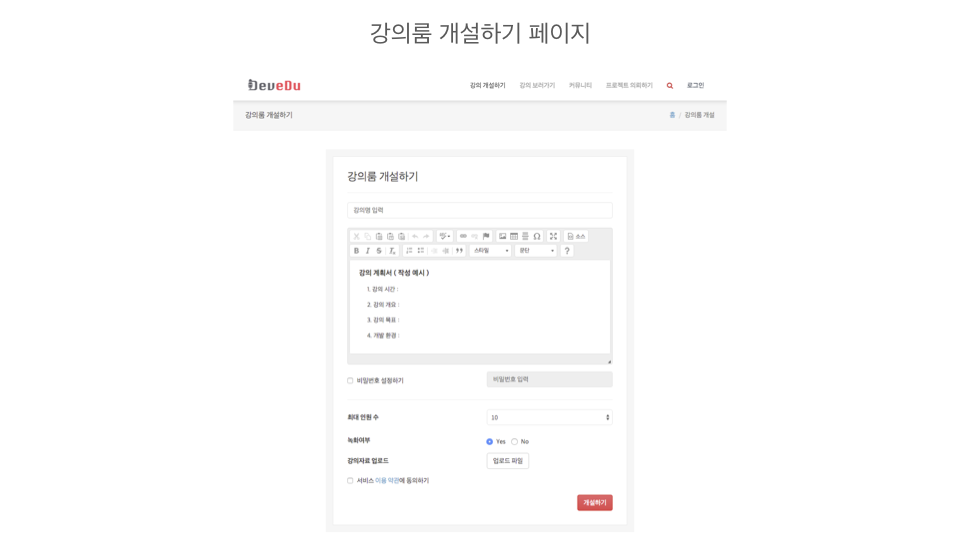 강의룸 개설하기 페이지
DevEdu
강의 개설하기 강의 보러가기 커뮤니티 프로젝트 의뢰하기 로그인
강의룸 개설하기
홈 / 강의룸 개설
강의룸 개설하기
강의명 입력
B I S Ix 스타일 문단 ?
강의 계획서 ( 작성 예시 )
1. 강의 시간 :
2. 강의 개요 :
3. 강의 목표 :
4. 개발 환경 :
비밀번호 설정하기 비밀번호 입력
최대 인원 수 10
녹화여부 Yes No
강의자료 업로드 업로드 파일
서비스 이용 약관에 동의하기
개설하기